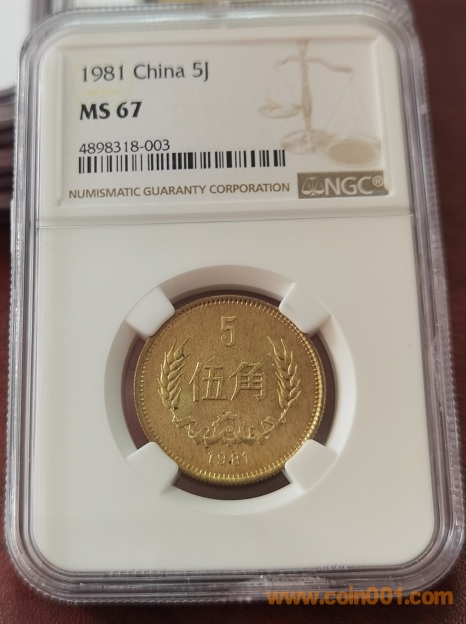 1981 China 5J
MS 67
4898318-003
NUMISMATIC GUARANTY CORPORATION
NGC®
5
伍角
1981
www.coin001.com